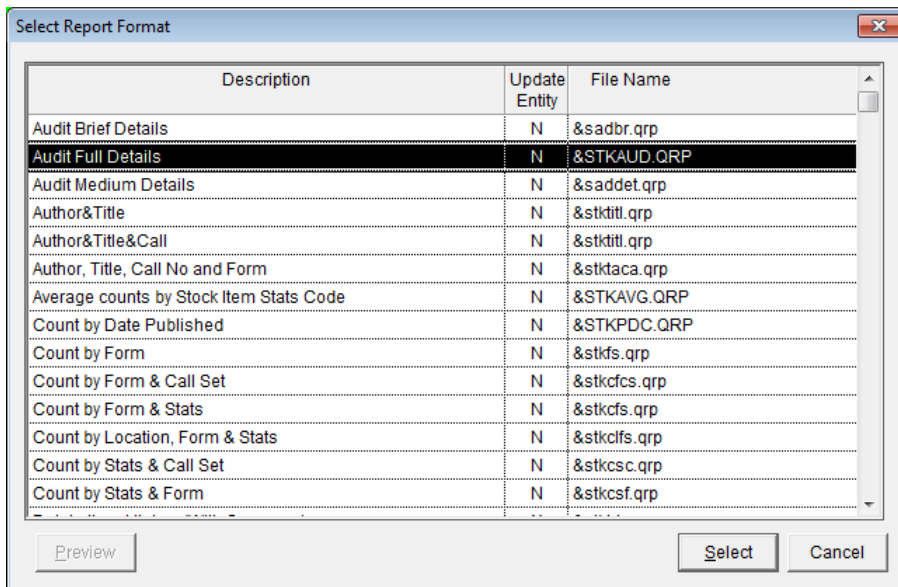 Select Report Format
Description Update Entity File Name
Audit Brief Details N &sadbr.qrp
Audit Full Details N &STKAUD.QRP
Audit Medium Details N &saddet.qrp
Author&Title N &stktitl.qrp
Author&Title&Call N &stktitl.qrp
Author, Title, Call No and Form N &stktaca.qrp
Average counts by Stock Item Stats Code N &STKAVG.QRP
Count by Date Published N &STKPDC.QRP
Count by Form N &stkfs.qrp
Count by Form & Call Set N &stkcfcs.qrp
Count by Form & Stats N &stkcfs.qrp
Count by Location, Form & Stats N &stkclfs.qrp
Count by Stats & Call Set N &stkcsc.qrp
Count by Stats & Form N &stkcsf.qrp
Preview Select Cancel